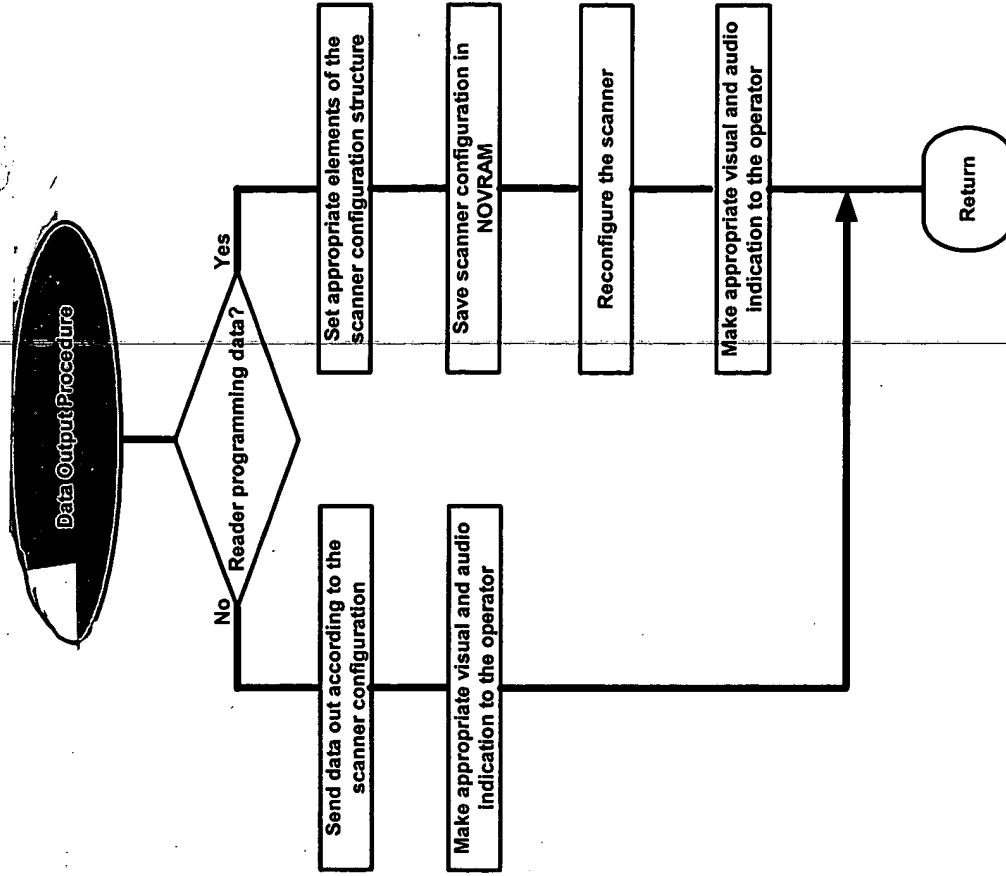 Data Output Procedure
Reader programming data?
No
Yes
Send data out according to the
scanner configuration
Make appropriate visual and audio
indication to the operator
Set appropriate elements of the
scanner configuration structure
Save scanner configuration in
NOVRAM
Reconfigure the scanner
Make appropriate visual and audio
indication to the operator
Return